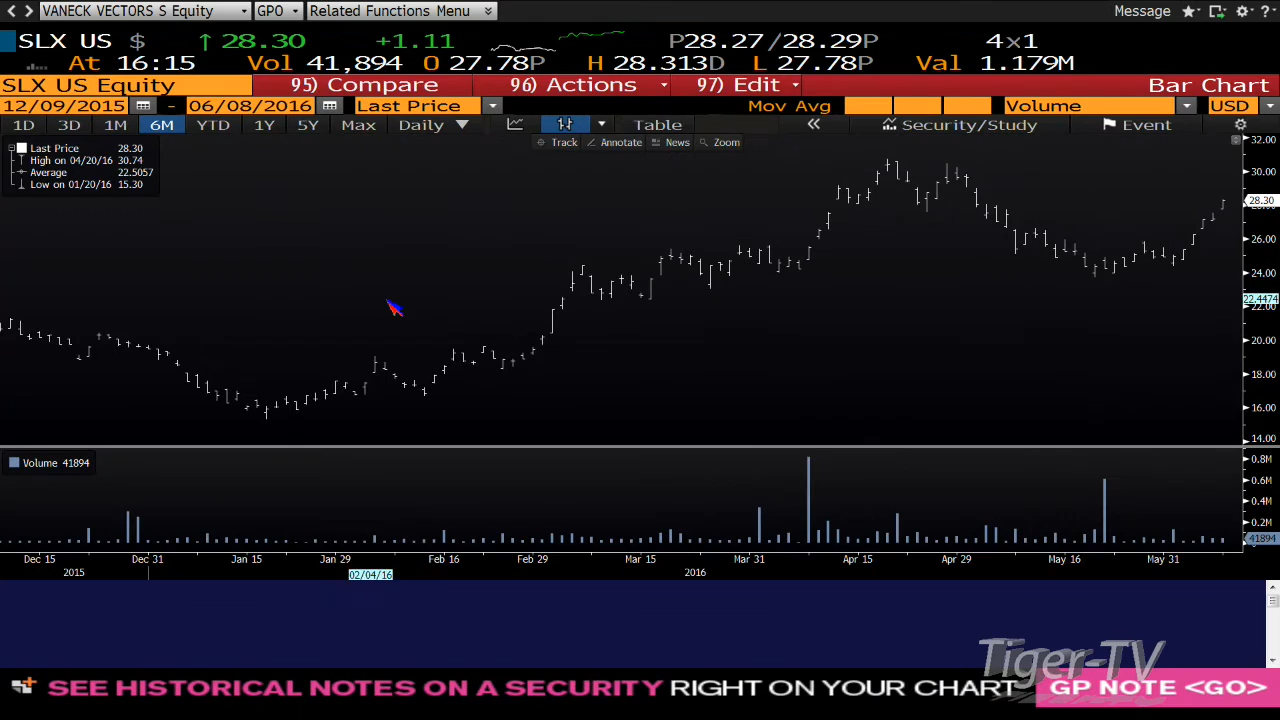 VANECK VECTORS S Equity GPO Related Functions Menu Message ?
SLX US $ ↑ 28.30 +1.11 P28.27/28.29P 4×1
At 16:15 Vol 41,894 O 27.78P H 28.313D L 27.78P Val 1.179M
SLX US Equity 95) Compare 96) Actions 97) Edit Bar Chart
12/09/2015 - 06/08/2016 Last Price Mov Avg Volume USD
1D 3D 1M 6M YTD 1Y 5Y Max Daily Table Security/Study Event
Track Annotate News Zoom
Last Price 28.30
High on 04/20/16 30.74
Average 22.5057
Low on 01/20/16 15.30
32.00
30.00
28.30
26.00
24.00
22.4474
22.00
20.00
18.00
16.00
14.00
Volume 41894
0.8M
0.6M
0.4M
0.2M
41894
Dec 15 Dec 31 Jan 15 Jan 29 Feb 16 Feb 29 Mar 15 Mar 31 Apr 15 Apr 29 May 16 May 31
2015 02/04/16 2016
Tiger-TV
SEE HISTORICAL NOTES ON A SECURITY RIGHT ON YOUR CHART GP NOTE <GO>